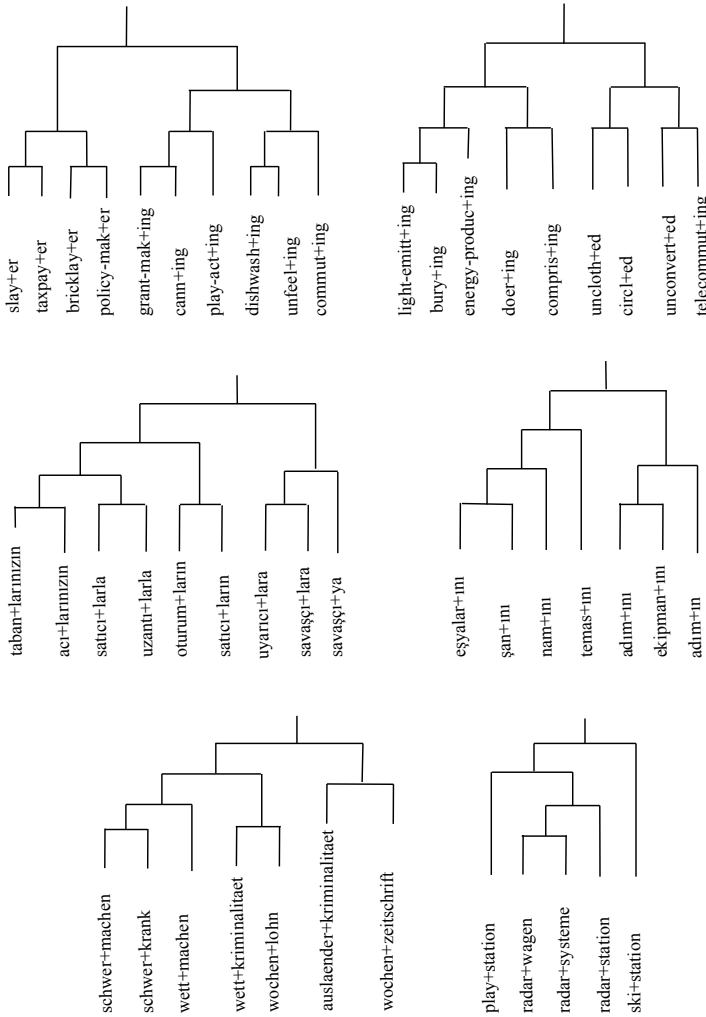 slay+er
taxpay+er
bricklay+er
policy-mak+er
grant-mak+ing
cann+ing
play-act+ing
dishwash+ing
unfeel+ing
commut+ing
light-emitt+ing
bury+ing
energy-produc+ing
doer+ing
compris+ing
uncloth+ed
circl+ed
unconvert+ed
telecommut+ing
taban+larınızın
acı+larınızın
satıcı+larla
uzantı+larla
oturum+ların
satıcı+ların
uyarıcı+lara
savaşçı+lara
savaşçı+ya
eşyalar+ını
şan+ını
nam+ını
temas+ını
adım+ını
ekipman+ını
adım+ın
schwer+machen
schwer+krank
wett+machen
wett+kriminalitaet
wochen+lohn
auslaender+kriminalitaet
wochen+zeitschrift
play+station
radar+wagen
radar+systeme
radar+station
ski+station